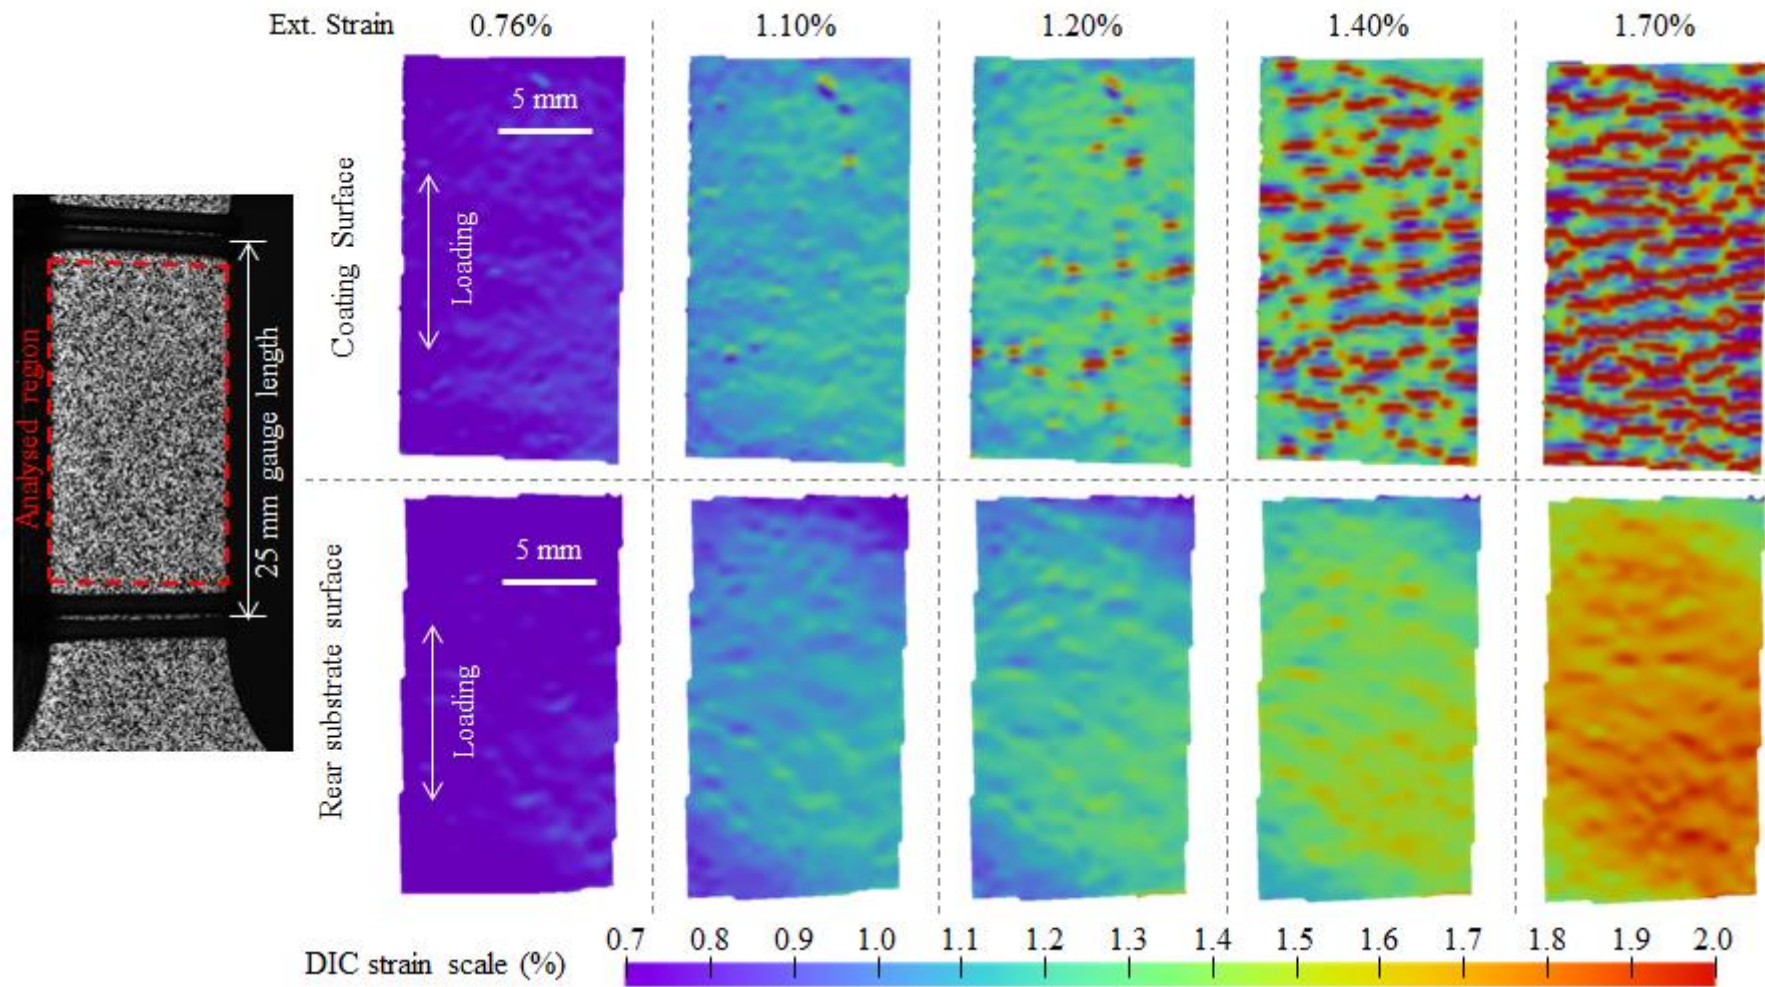 Ext. Strain 0.76% 1.10% 1.20% 1.40% 1.70%
5 mm
Loading
Coating Surface
Analysed region
25 mm gauge length
5 mm
Loading
Rear substrate surface
0.7 0.8 0.9 1.0 1.1 1.2 1.3 1.4 1.5 1.6 1.7 1.8 1.9 2.0
DIC strain scale (%)